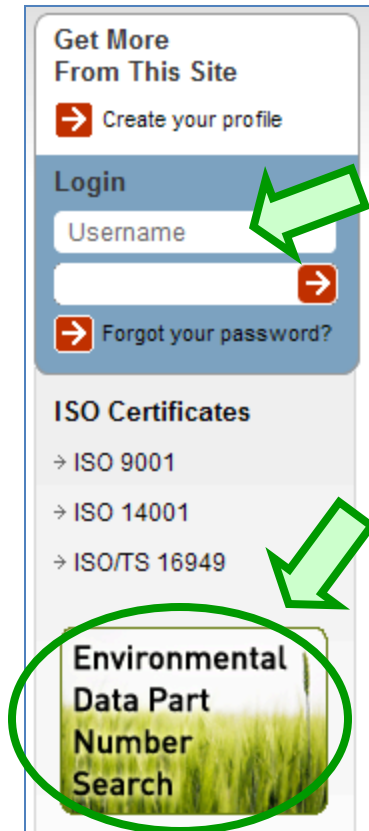 Get More
From This Site
Create your profile
Login
Username
Forgot your password?
ISO Certificates
→ ISO 9001
→ ISO 14001
→ ISO/TS 16949
Environmental
Data Part
Number
Search